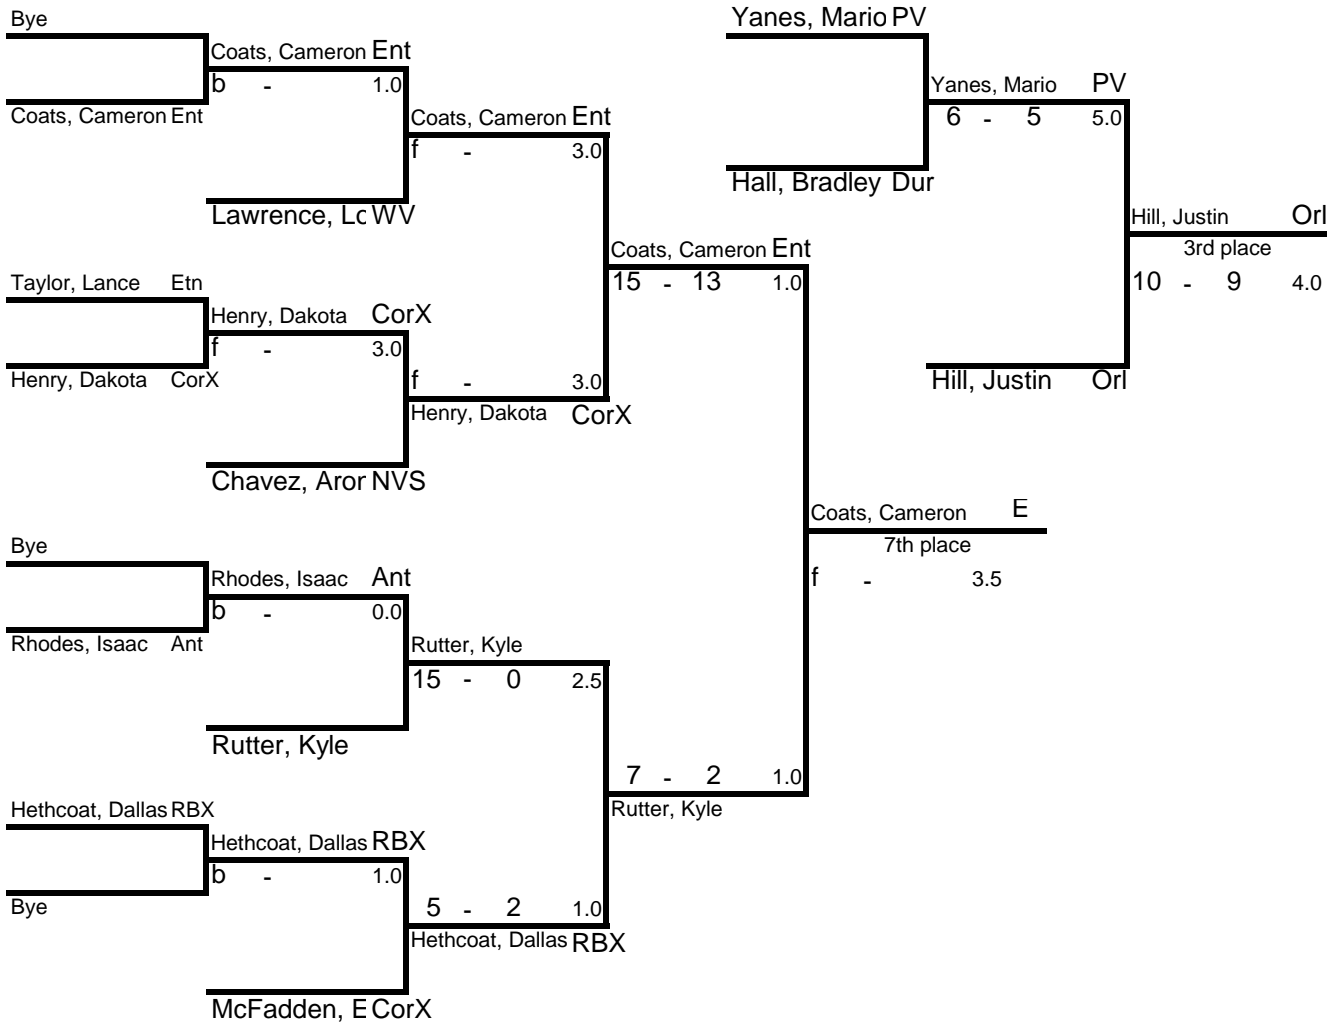 Bye
Coats, Cameron Ent
b - 1.0
Coats, Cameron Ent
Coats, Cameron Ent
f - 3.0
Lawrence, Lo WV
Coats, Cameron Ent
15 - 13 1.0
Taylor, Lance Etn
Henry, Dakota CorX
f - 3.0
Henry, Dakota CorX
f - 3.0
Henry, Dakota CorX
Chavez, Aror NVS
Coats, Cameron E
7th place
f - 3.5
Bye
Rhodes, Isaac Ant
b - 0.0
Rhodes, Isaac Ant
Rutter, Kyle
15 - 0 2.5
Rutter, Kyle
7 - 2 1.0
Rutter, Kyle
Hethcoat, Dallas RBX
Hethcoat, Dallas RBX
b - 1.0
Bye
5 - 2 1.0
Hethcoat, Dallas RBX
McFadden, E CorX
Yanes, Mario PV
Yanes, Mario PV
6 - 5 5.0
Hall, Bradley Dur
Hill, Justin Orl
3rd place
10 - 9 4.0
Hill, Justin Orl